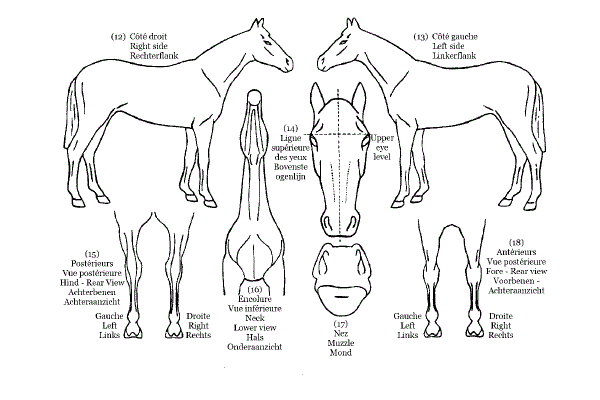 (12) Côté droit
Right side
Rechterflank
(13) Côté gauche
Left side
Linkerflank
(14)
Ligne
supérieure
des yeux
Bovenste
ogenlijn
Upper
eye
level
(15)
Postérieurs
Vue postérieure
Hind - Rear View
Achterbenen
Achteraanzicht
Gauche
Left
Links
Droite
Right
Rechts
(16)
Encolure
Vue inférieure
Neck
Lower view
Hals
Onderaanzicht
(17)
Nez
Muzzle
Mond
(18)
Antérieurs
Vue postérieure
Fore - Rear view
Voorbenen -
Achteraanzicht
Gauche
Left
Links
Droite
Right
Rechts